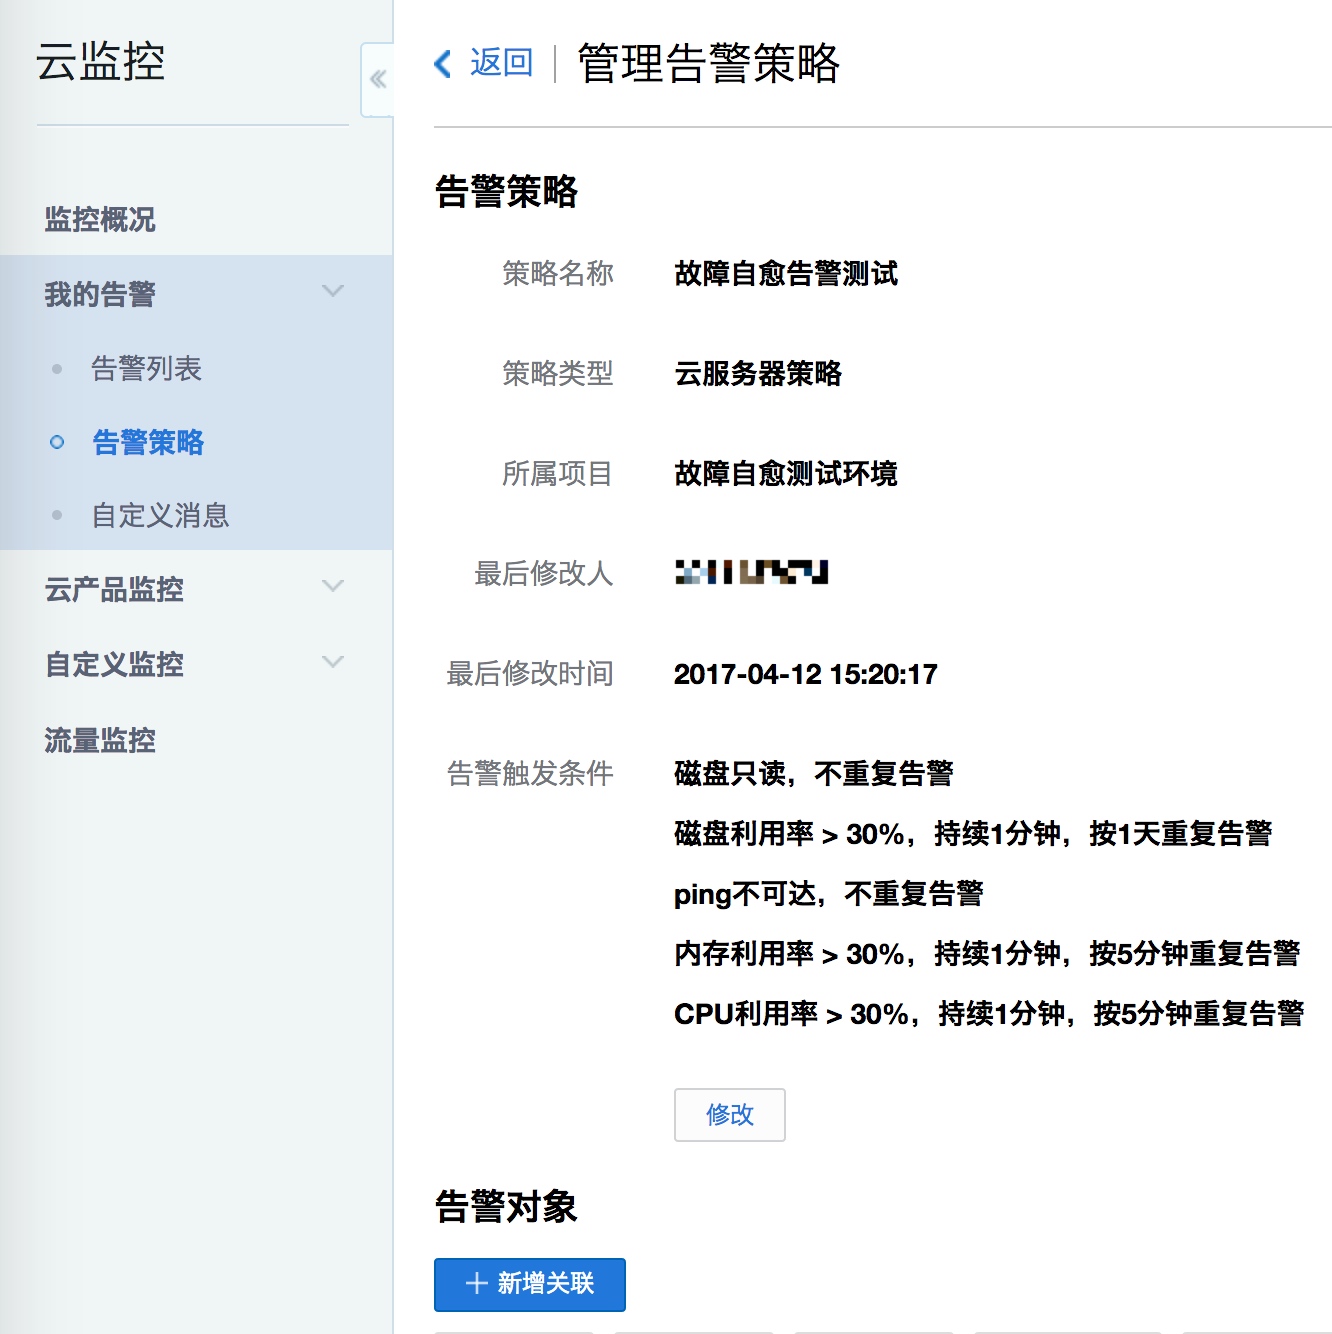 云监控
监控概况
我的告警
告警列表
告警策略
自定义消息
云产品监控
自定义监控
流量监控
返回
管理告警策略
告警策略
策略名称 故障自愈告警测试
策略类型 云服务器策略
所属项目 故障自愈测试环境
最后修改人
最后修改时间 2017-04-12 15:20:17
告警触发条件 磁盘只读，不重复告警
磁盘利用率 > 30%，持续1分钟，按1天重复告警
ping不可达，不重复告警
内存利用率 > 30%，持续1分钟，按5分钟重复告警
CPU利用率 > 30%，持续1分钟，按5分钟重复告警
修改
告警对象
新增关联